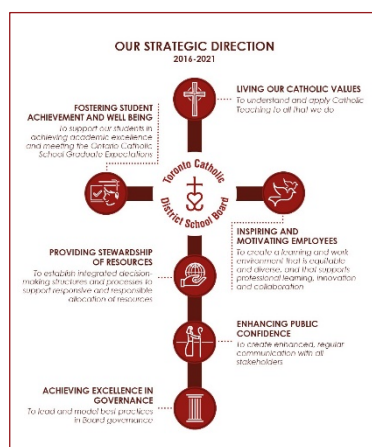 OUR STRATEGIC DIRECTION
2016-2021
LIVING OUR CATHOLIC VALUES
To understand and apply Catholic
Teaching to all that we do
FOSTERING STUDENT
ACHIEVEMENT AND WELL BEING
To support our students in
achieving academic excellence
and meeting the Ontario Catholic
School Graduate Expectations
Toronto Catholic
District School Board
INSPIRING AND
MOTIVATING EMPLOYEES
To create a learning and work
environment that is equitable
and diverse, and that supports
professional learning, innovation
and collaboration
PROVIDING STEWARDSHIP
OF RESOURCES
To establish integrated decision-
making structures and processes to
support responsive and responsible
allocation of resources
ENHANCING PUBLIC
CONFIDENCE
To create enhanced, regular
communication with all
stakeholders
ACHIEVING EXCELLENCE IN
GOVERNANCE
To lead and model best practices
in Board governance